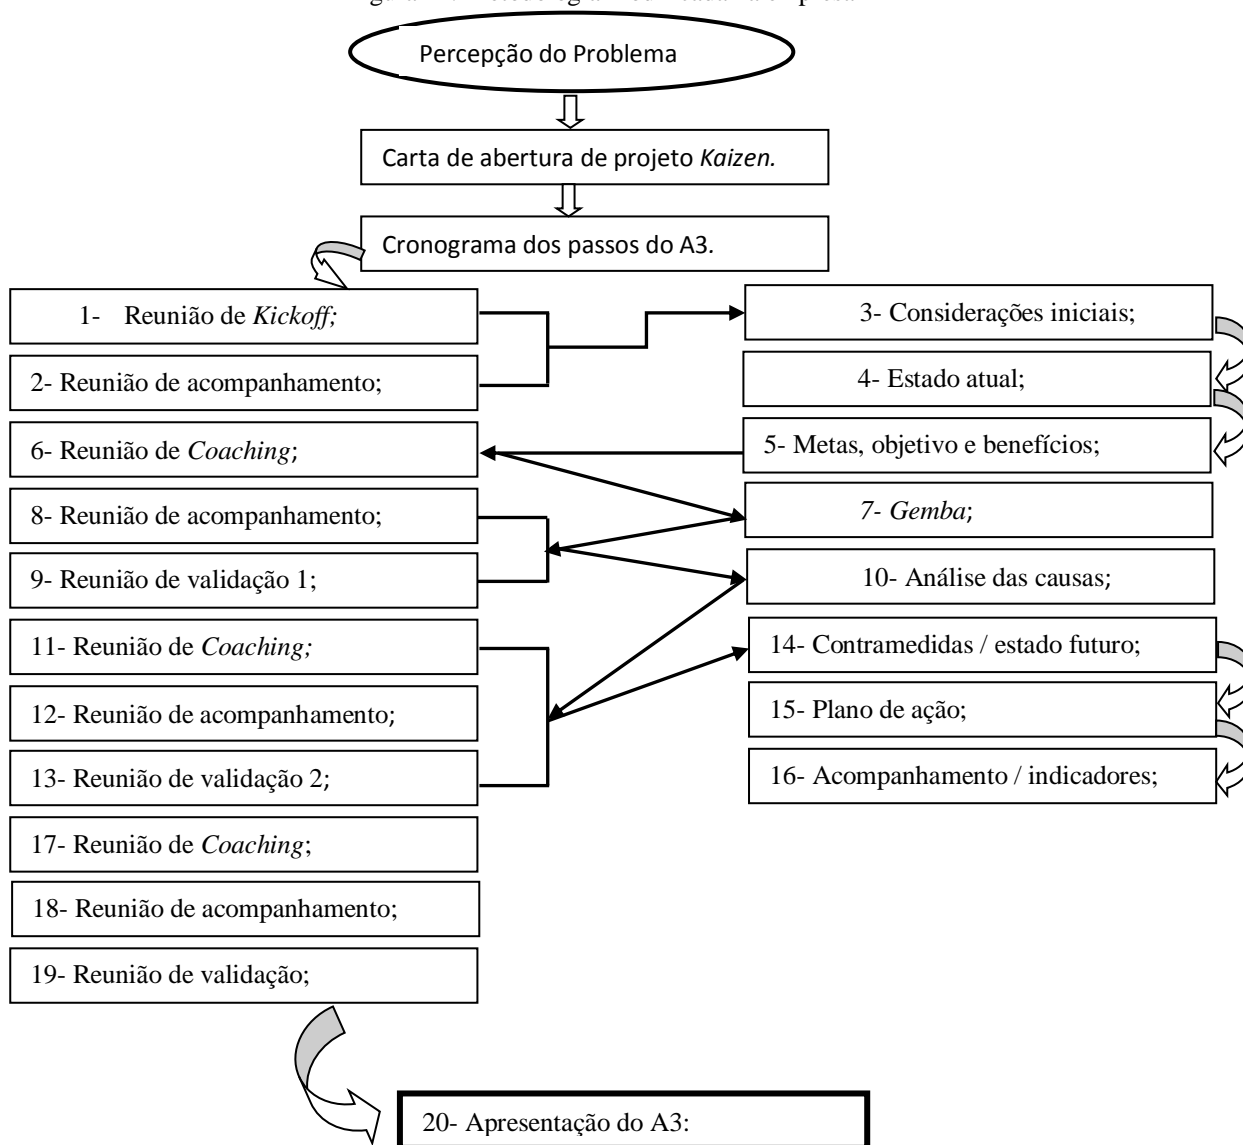 Percepção do Problema
Carta de abertura de projeto Kaizen.
Cronograma dos passos do A3.
1- Reunião de Kickoff;
2- Reunião de acompanhamento;
3- Considerações iniciais;
4- Estado atual;
5- Metas, objetivo e benefícios;
6- Reunião de Coaching;
7- Gemba;
8- Reunião de acompanhamento;
9- Reunião de validação 1;
10- Análise das causas;
11- Reunião de Coaching;
12- Reunião de acompanhamento;
13- Reunião de validação 2;
14- Contramedidas / estado futuro;
15- Plano de ação;
16- Acompanhamento / indicadores;
17- Reunião de Coaching;
18- Reunião de acompanhamento;
19- Reunião de validação;
20- Apresentação do A3: